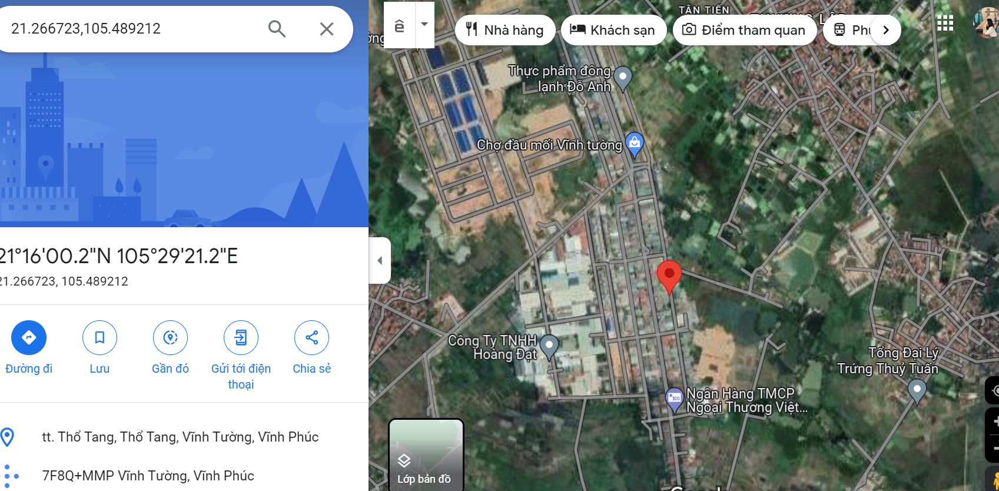 21.266723,105.489212
21°16'00.2"N 105°29'21.2"E
21.266723, 105.489212
Đường đi
Lưu
Gần đó
Gửi tới điện
thoại
Chia sẻ
tt. Thổ Tang, Thổ Tang, Vĩnh Tường, Vĩnh Phúc
7F8Q+MMP Vĩnh Tường, Vĩnh Phúc
ê
Nhà hàng
Khách sạn
Điểm tham quan
TÂN TIẾN
Thực phẩm đông
lạnh Đỗ Anh
Chợ đầu mối Vĩnh tường
Công Ty TNHH
Hoàng Đạt
Tổng Đại Lý
Trứng Thuỷ Tuấn
100
Ngân Hàng TMCP
Ngoại Thương Việt...
Lớp bản đồ